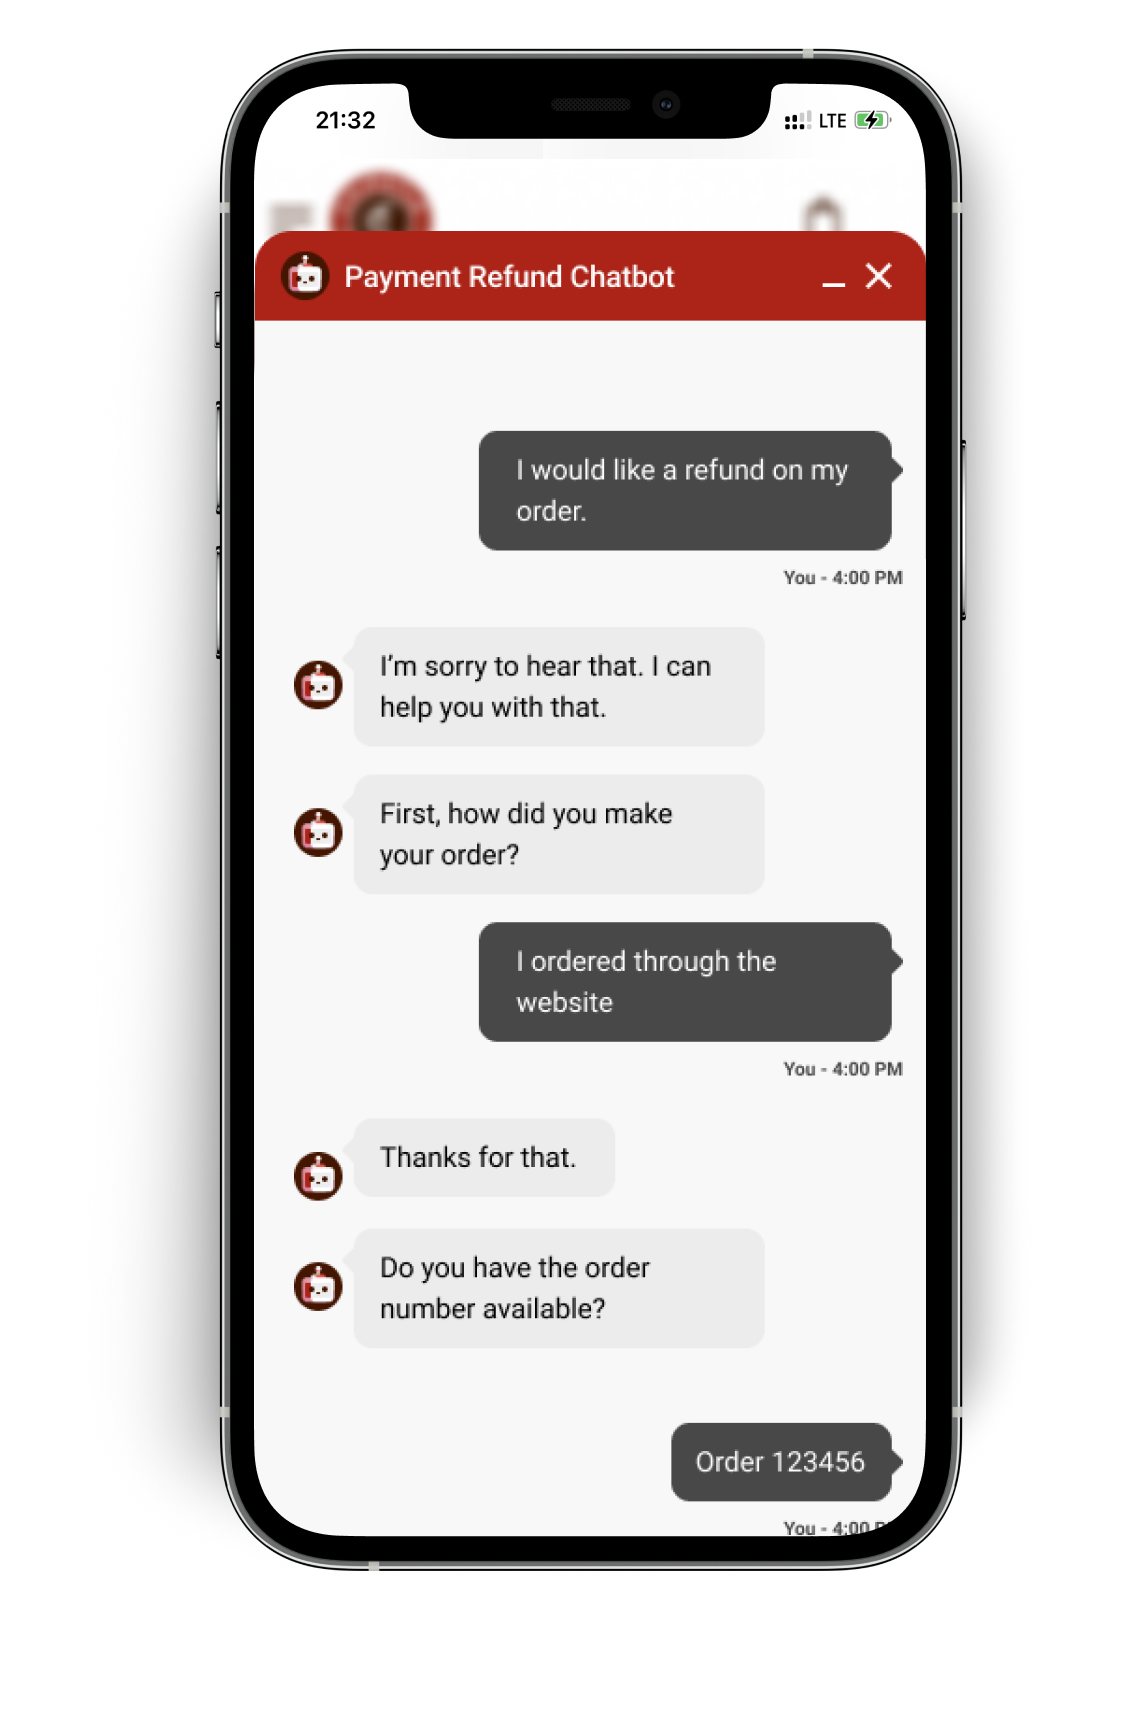 21:32
LTE
Payment Refund Chatbot
I would like a refund on my
order.
You - 4:00 PM
I'm sorry to hear that. I can
help you with that.
First, how did you make
your order?
I ordered through the
website
You - 4:00 PM
Thanks for that.
Do you have the order
number available?
Order 123456
You - 4:00 P